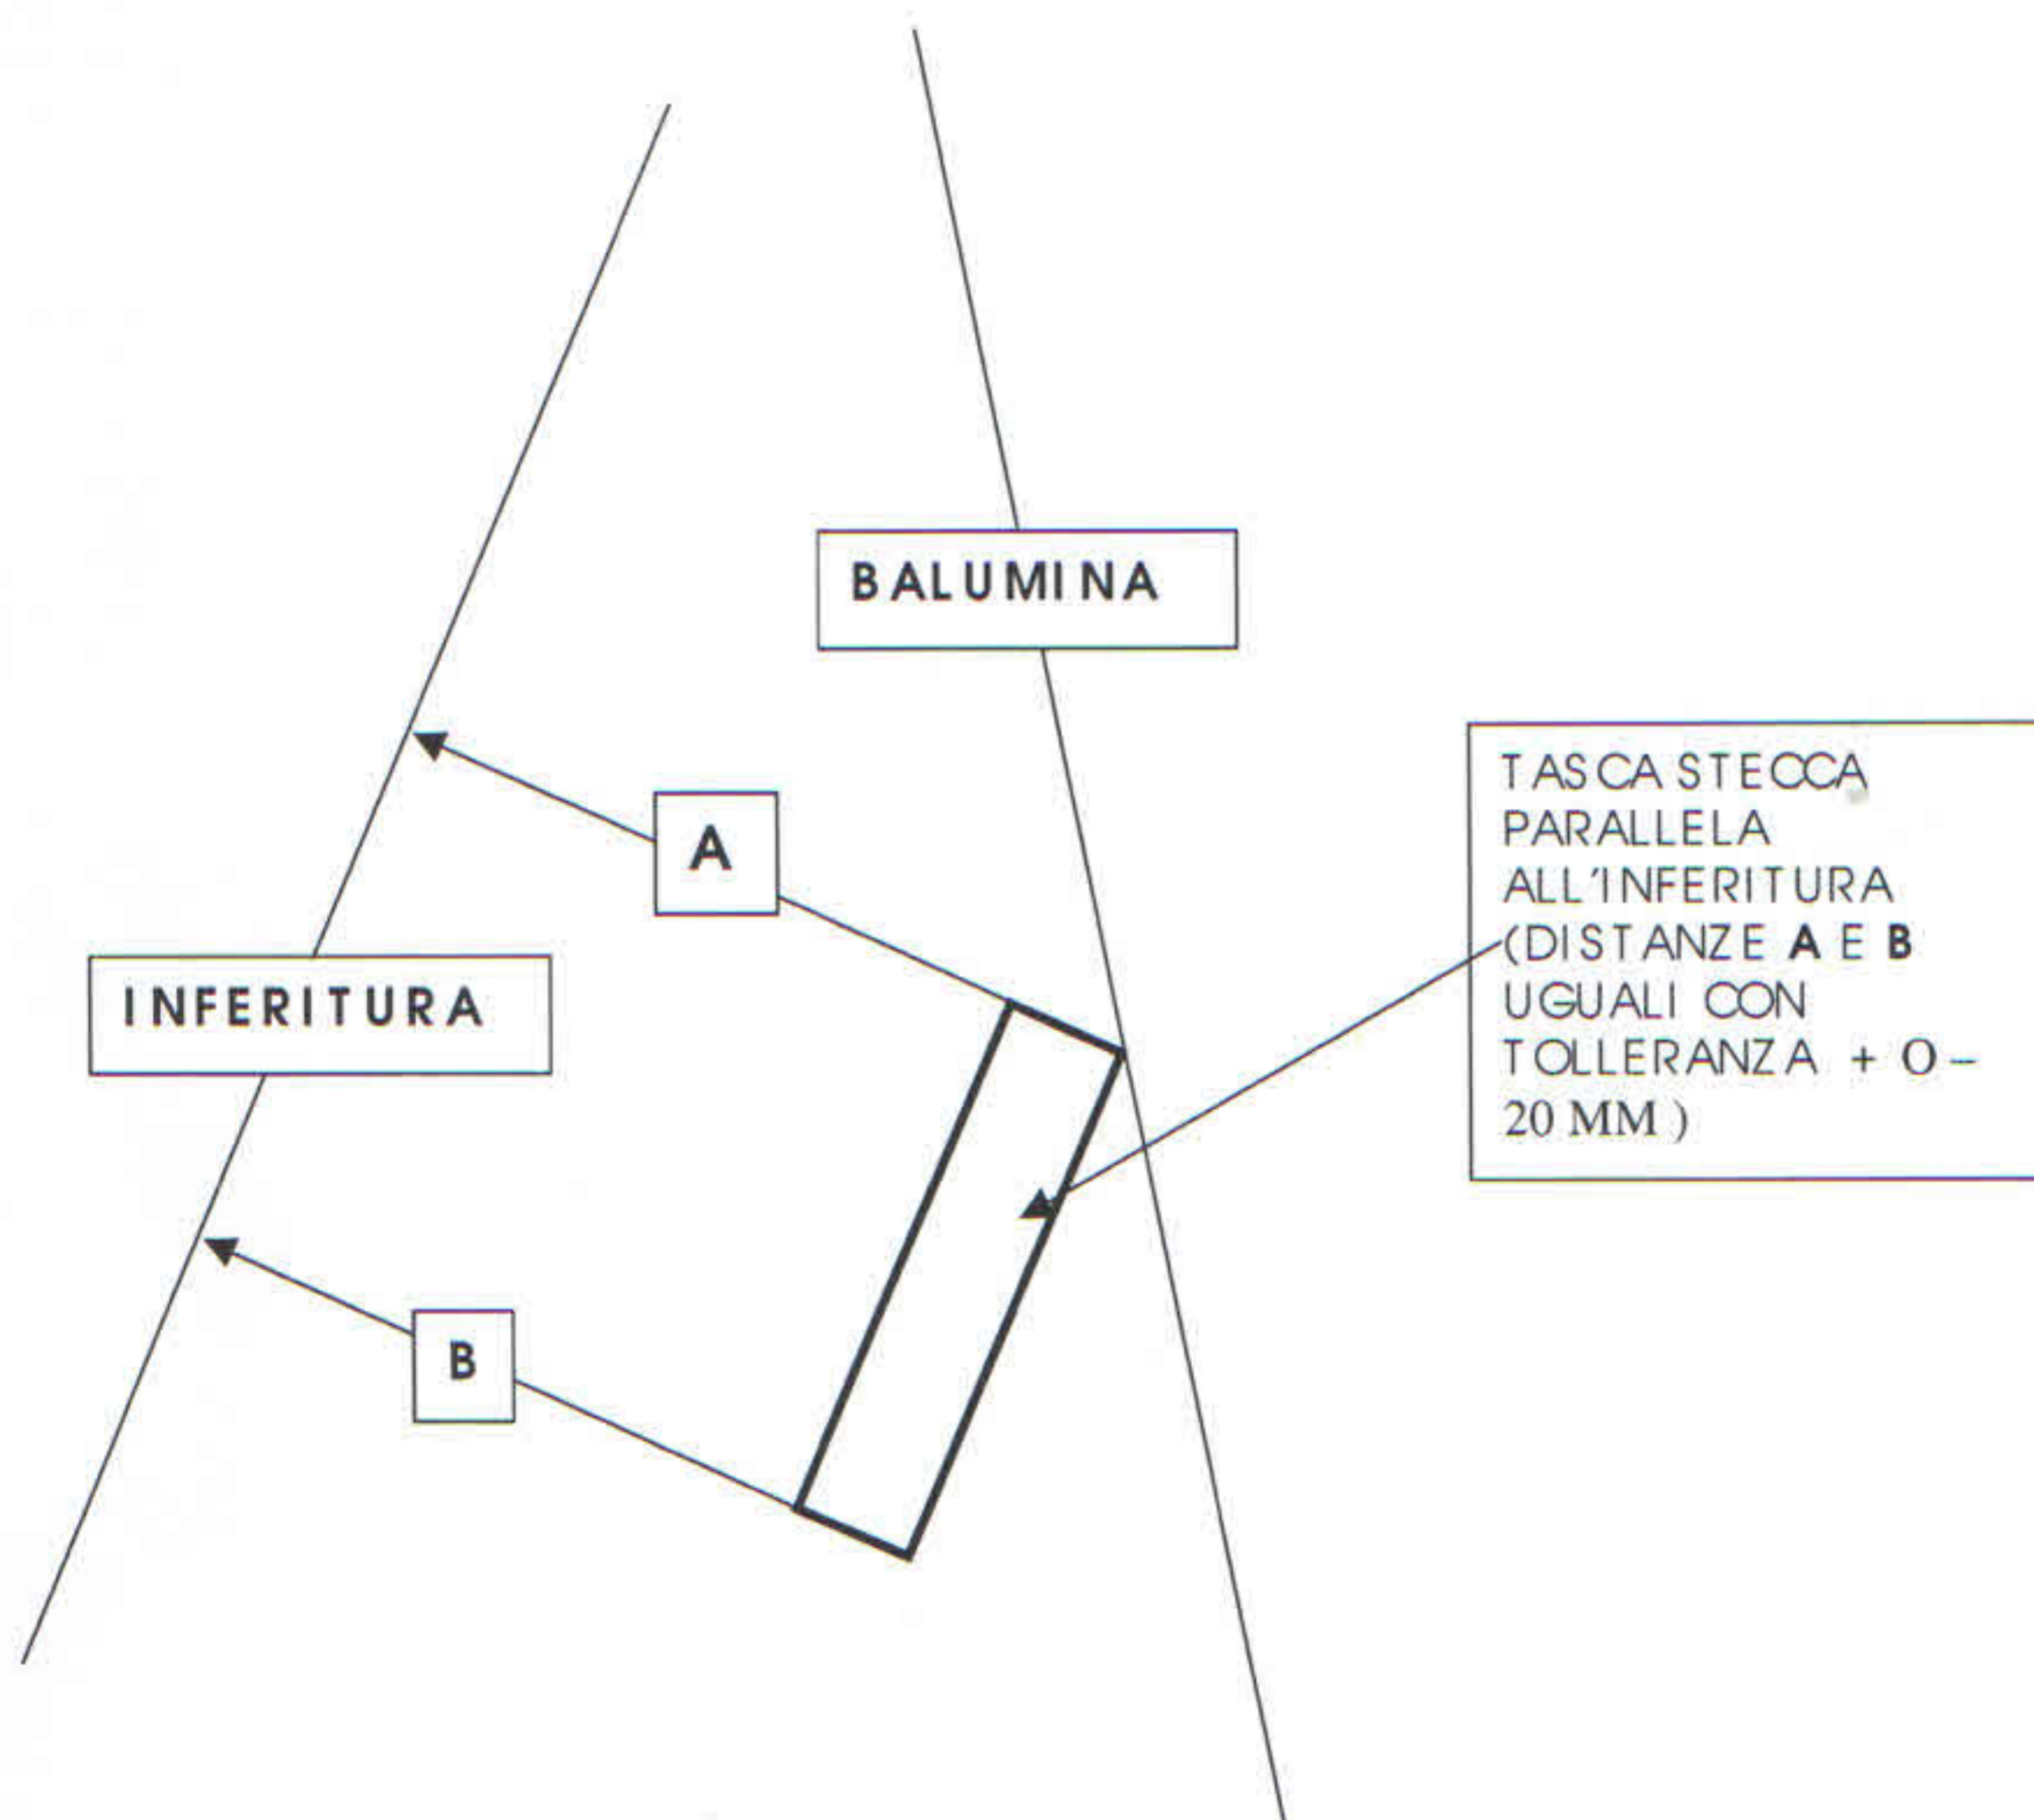 BALUMINA
A
INFERITURA
B
TASCA STECCA
PARALLELA
ALL'INFERITURA
(DISTANZE A E B
UGUALI CON
TOLLERANZA + O –
20 MM )